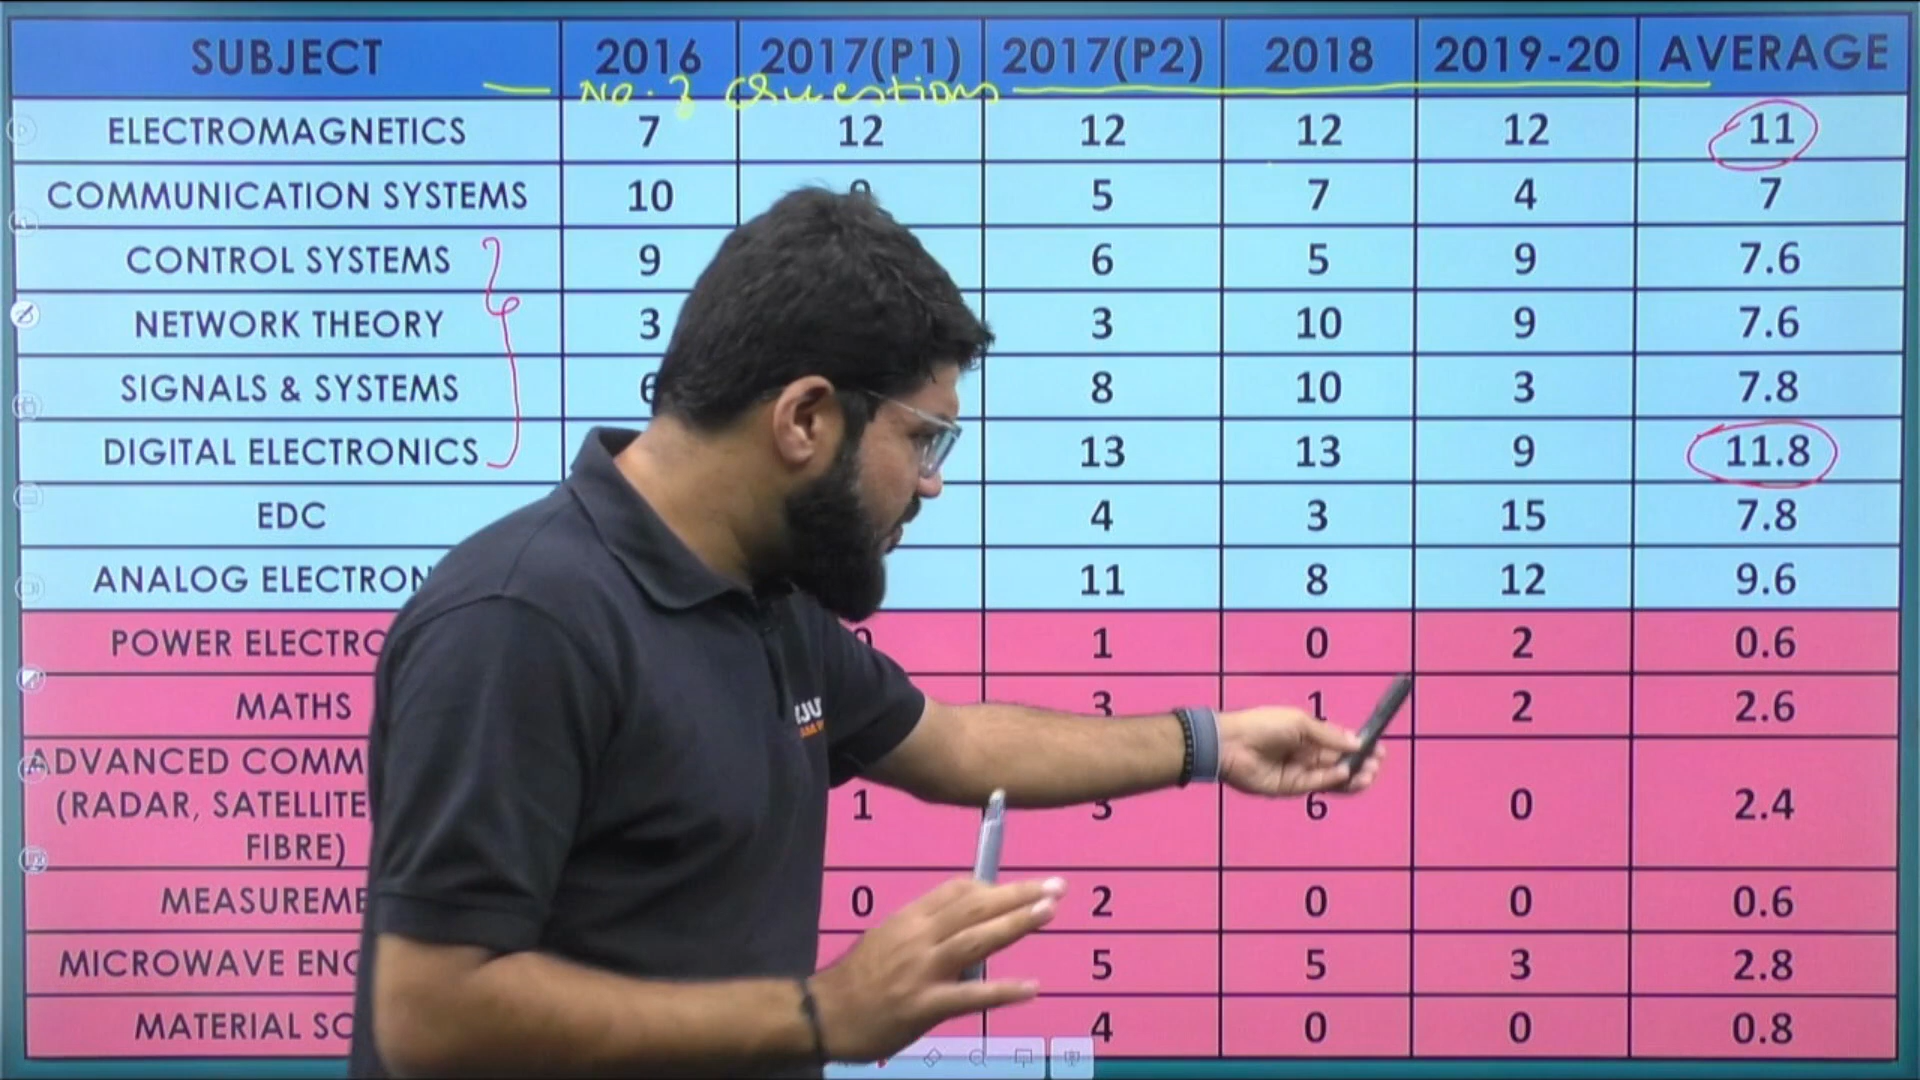 SUBJECT 2016 2017(P1) 2017(P2) 2018 2019-20 AVERAGE
No. of Questions
ELECTROMAGNETICS 7 12 12 12 12 11
COMMUNICATION SYSTEMS 10 5 7 4 7
CONTROL SYSTEMS 9 6 5 9 7.6
NETWORK THEORY 3 3 10 9 7.6
SIGNALS & SYSTEMS 6 8 10 3 7.8
DIGITAL ELECTRONICS 13 13 9 11.8
EDC 4 3 15 7.8
ANALOG ELECTRON 11 8 12 9.6
POWER ELECTRO 0 1 0 2 0.6
MATHS 3 1 2 2.6
ADVANCED COMM
(RADAR, SATELLITE 1 3 6 0 2.4
FIBRE)
MEASUREME 0 2 0 0 0.6
MICROWAVE ENG 5 5 3 2.8
MATERIAL SC 4 0 0 0.8